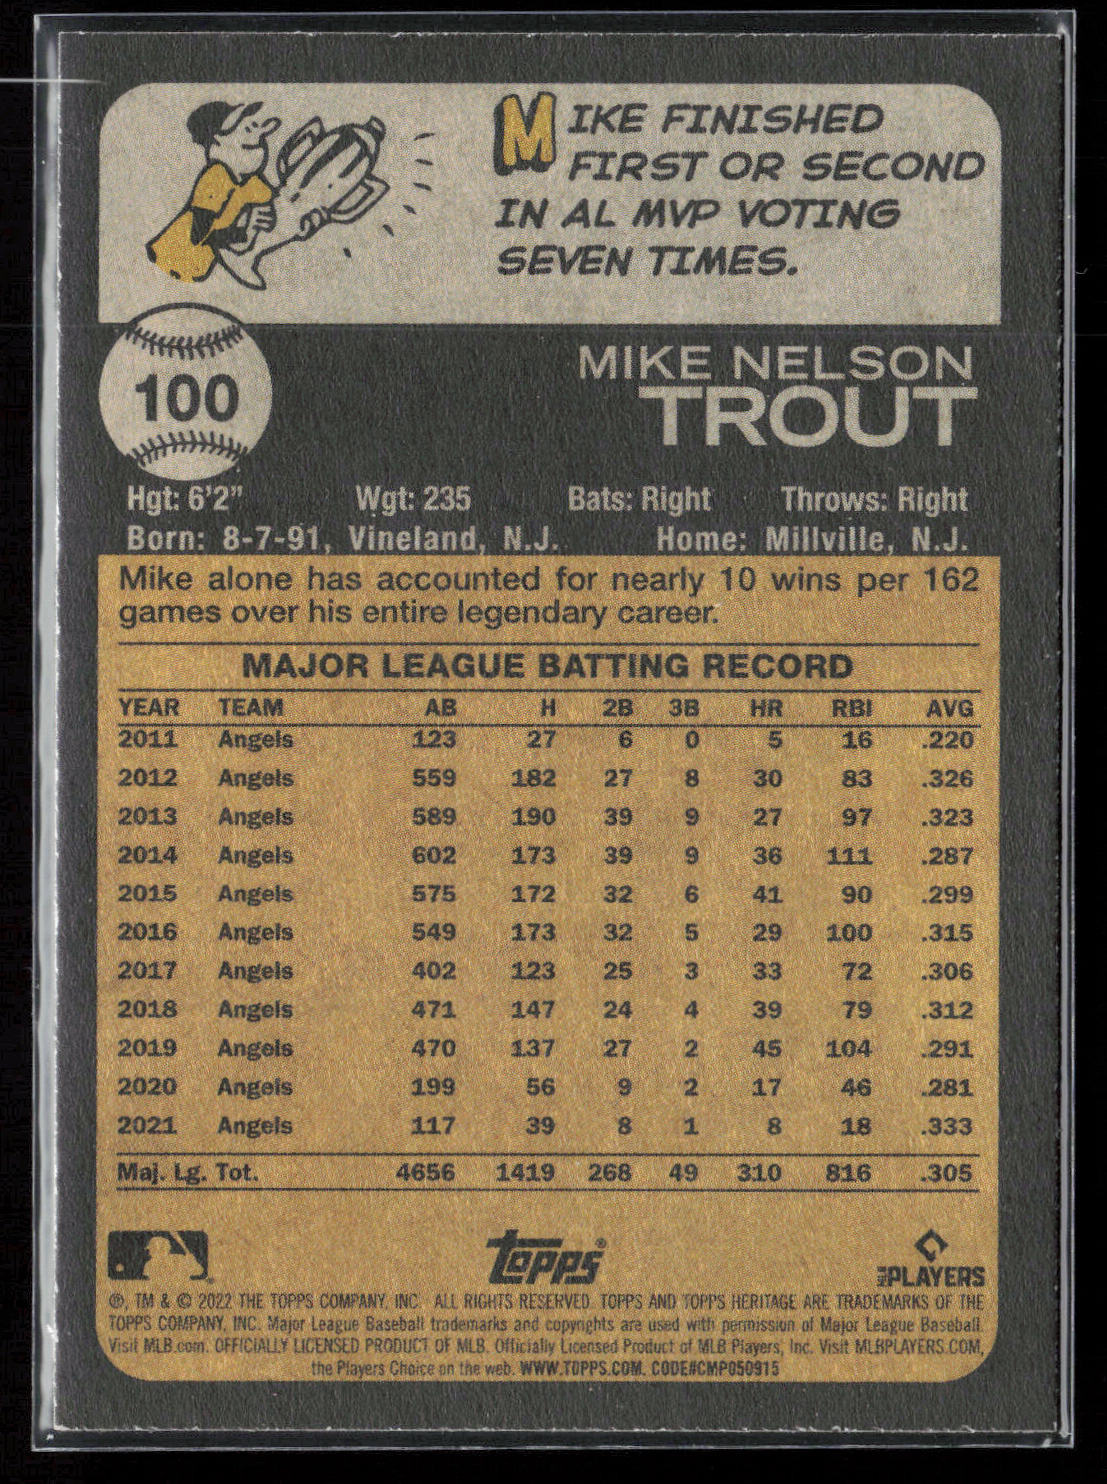 MIKE FINISHED
FIRST OR SECOND
IN AL MVP VOTING
SEVEN TIMES.
100
MIKE NELSON
TROUT
Hgt: 6'2" Wgt: 235 Bats: Right Throws: Right
Born: 8-7-91, Vineland, N.J. Home: Millville, N.J.
Mike alone has accounted for nearly 10 wins per 162
games over his entire legendary career.
MAJOR LEAGUE BATTING RECORD
YEAR TEAM AB H 2B 3B HR RBI AVG
2011 Angels 123 27 6 0 5 16 .220
2012 Angels 559 182 27 8 30 83 .326
2013 Angels 589 190 39 9 27 97 .323
2014 Angels 602 173 39 9 36 111 .287
2015 Angels 575 172 32 6 41 90 .299
2016 Angels 549 173 32 5 29 100 .315
2017 Angels 402 123 25 3 33 72 .306
2018 Angels 471 147 24 4 39 79 .312
2019 Angels 470 137 27 2 45 104 .291
2020 Angels 199 56 9 2 17 46 .281
2021 Angels 117 39 8 1 8 18 .333
Maj. Lg. Tot. 4656 1419 268 49 310 816 .305
topps®
MLB PLAYERS
®, TM & © 2022 THE TOPPS COMPANY, INC. ALL RIGHTS RESERVED. TOPPS AND TOPPS HERITAGE ARE TRADEMARKS OF THE
TOPPS COMPANY, INC. Major League Baseball trademarks and copyrights are used with permission of Major League Baseball.
Visit MLB.com. OFFICIALLY LICENSED PRODUCT OF MLB. Officially Licensed Product of MLB Players, Inc. Visit MLBPLAYERS.COM,
the Players Choice on the web. WWW.TOPPS.COM. CODE#CMP050915